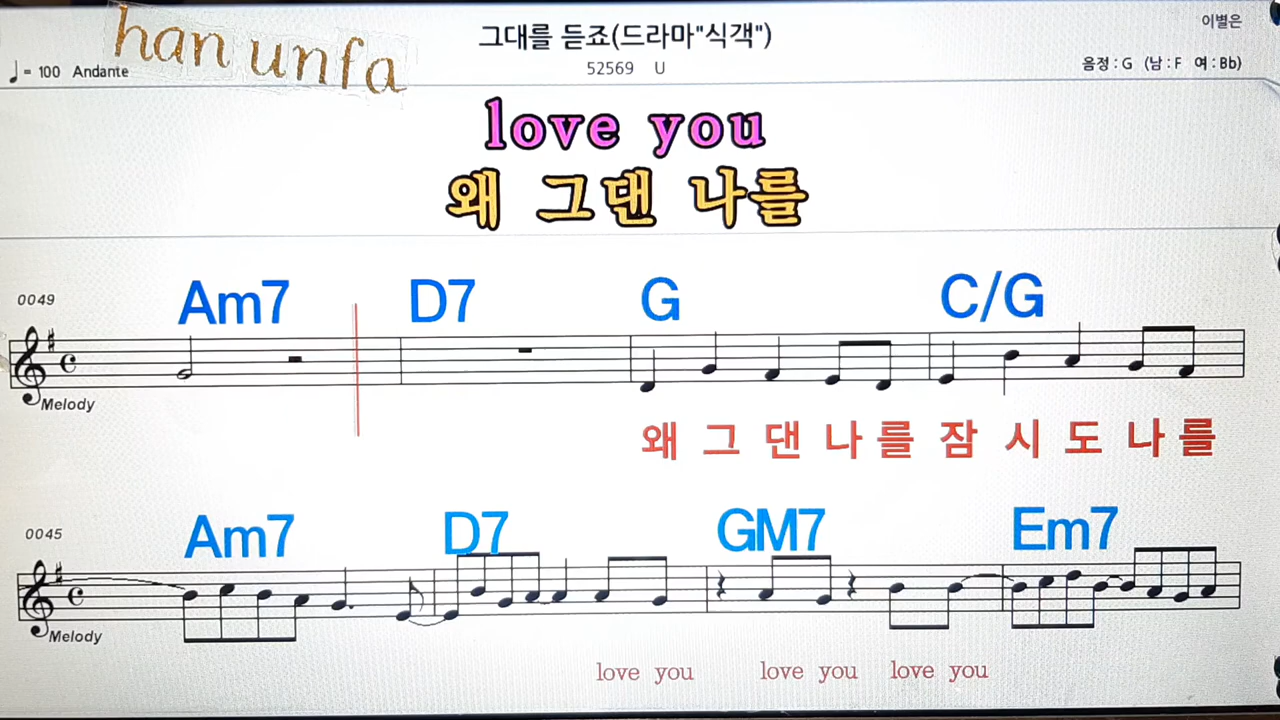 han unfa
그대를 듣죠(드라마"식객")
이별은
♩= 100 Andante
52569 U
음정 : G (남 : F 여 : Bb)
love you
왜 그댄 나를
0049
Am7 D7 G C/G
Melody
왜 그 댄 나 를 잠 시 도 나 를
0045
Am7 D7 GM7 Em7
Melody
love you love you love you